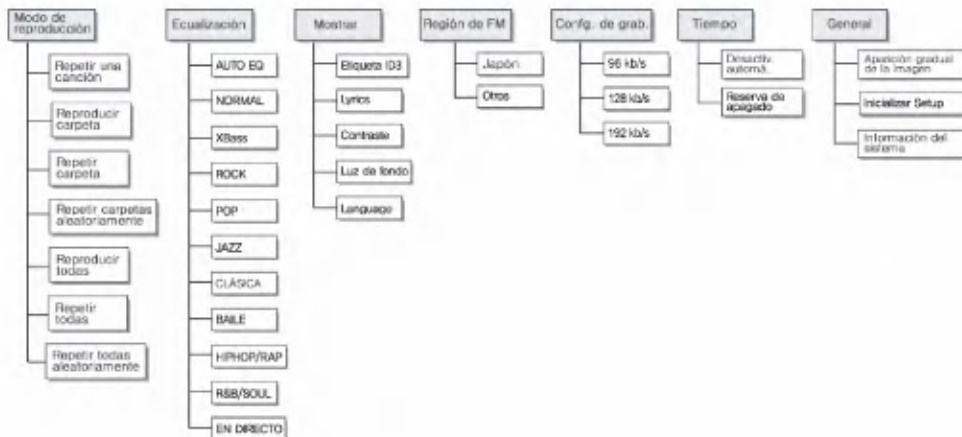 Modo de
reproducción
Repetir una
canción
Reproducir
carpeta
Repetir
carpeta
Repetir carpetas
aleatoriamente
Reproducir
todas
Repetir
todas
Repetir todas
aleatoriamente
Ecualización
AUTO EQ
NORMAL
XBass
ROCK
POP
JAZZ
CLÁSICA
BAILE
HIPHOP/RAP
R&B/SOUL
EN DIRECTO
Mostrar
Etiqueta ID3
Lyrics
Contraste
Luz de fondo
Language
Región de FM
Japón
Otros
Confg. de grab.
96 kb/s
128 kb/s
192 kb/s
Tiempo
Desactiv.
automá.
Reserva de
apagado
General
Aparición gradual
de la imagen
Inicializar Setup
Información del
sistema